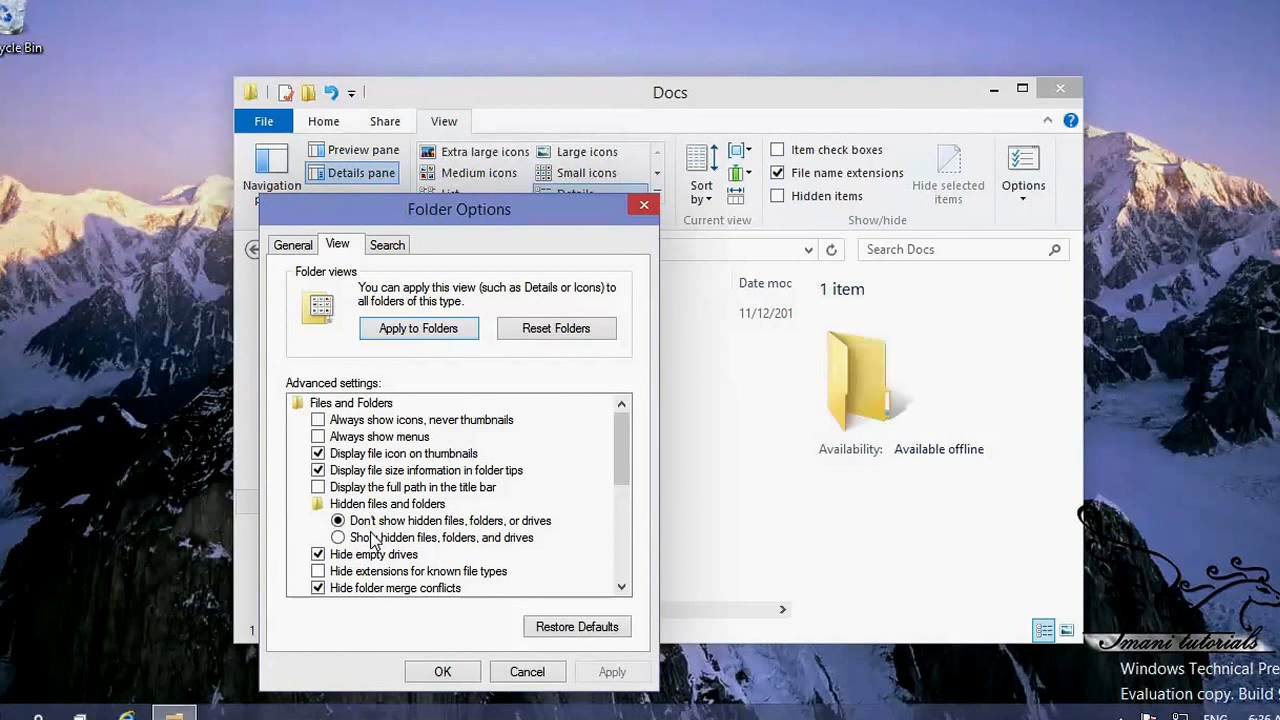 ycle Bin
Docs
File
Home
Share
View
Preview pane
Details pane
Navigation
Extra large icons
Large icons
Medium icons
Small icons
Sort
by
Current view
Item check boxes
File name extensions
Hidden items
Hide selected
items
Show/hide
Options
Search Docs
Folder Options
General
View
Search
Folder views
You can apply this view (such as Details or Icons) to
all folders of this type.
Apply to Folders
Reset Folders
Advanced settings:
Files and Folders
Always show icons, never thumbnails
Always show menus
Display file icon on thumbnails
Display file size information in folder tips
Display the full path in the title bar
Hidden files and folders
Don't show hidden files, folders, or drives
Show hidden files, folders, and drives
Hide empty drives
Hide extensions for known file types
Hide folder merge conflicts
Restore Defaults
OK
Cancel
Apply
Date moc
11/12/201
1 item
Availability: Available offline
1
Imani tutorials
Windows Technical Pre
Evaluation copy. Build
ENG